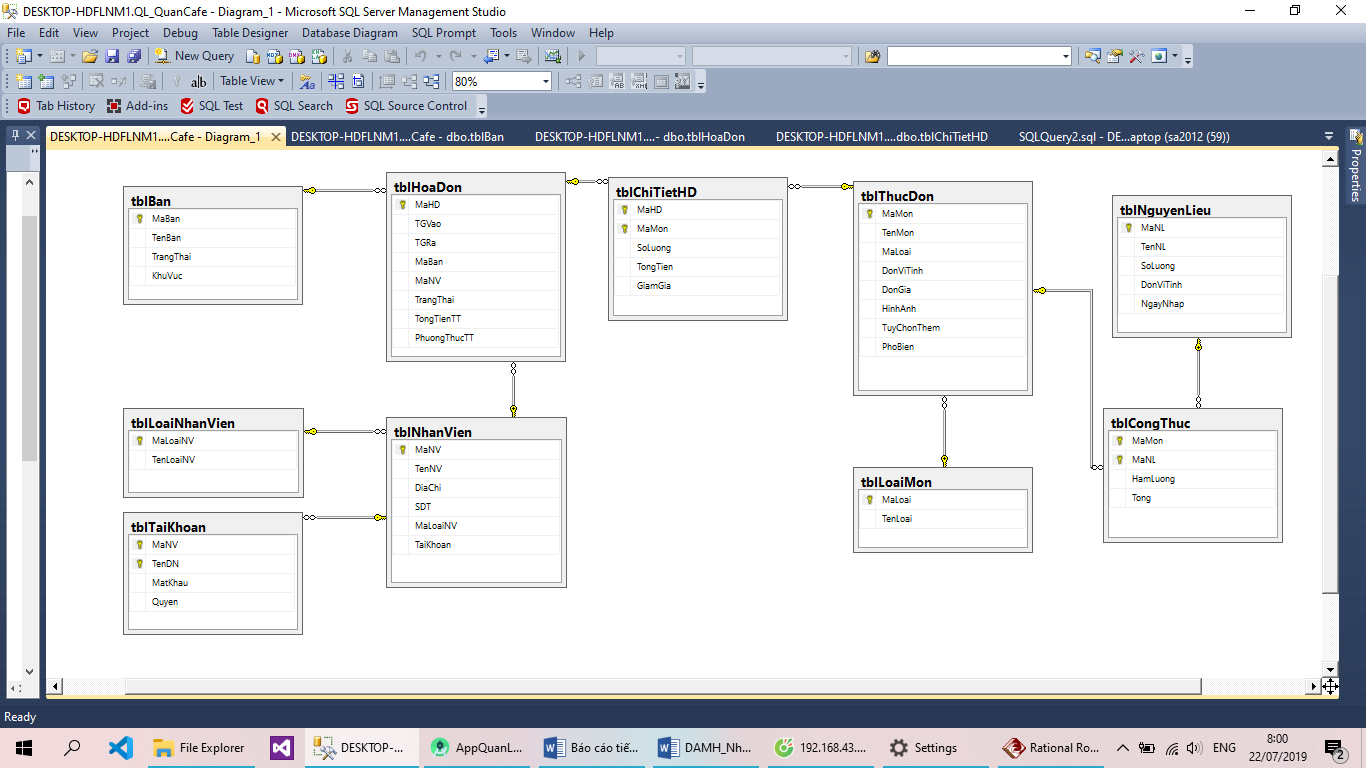 DESKTOP-HDFLNM1.QL_QuanCafe - Diagram_1 - Microsoft SQL Server Management Studio
File Edit View Project Debug Table Designer Database Diagram SQL Prompt Tools Window Help
New Query
ab| Table View 80%
Tab History Add-ins SQL Test SQL Search SQL Source Control
DESKTOP-HDFLNM1....Cafe - Diagram_1 DESKTOP-HDFLNM1....Cafe - dbo.tblBan DESKTOP-HDFLNM1....- dbo.tblHoaDon DESKTOP-HDFLNM1....dbo.tblChiTietHD SQLQuery2.sql - DE...aptop (sa2012 (59))
Properties
tblBan
MaBan
TenBan
TrangThai
KhuVuc
tblHoaDon
MaHD
TGVao
TGRa
MaBan
MaNV
TrangThai
TongTienTT
PhuongThucTT
tblChiTietHD
MaHD
MaMon
SoLuong
TongTien
GiamGia
tblThucDon
MaMon
TenMon
MaLoai
DonViTinh
DonGia
HinhAnh
TuyChonThem
PhoBien
tblNguyenLieu
MaNL
TenNL
SoLuong
DonViTinh
NgayNhap
tblLoaiNhanVien
MaLoaiNV
TenLoaiNV
tblNhanVien
MaNV
TenNV
DiaChi
SDT
MaLoaiNV
TaiKhoan
tblLoaiMon
MaLoai
TenLoai
tblCongThuc
MaMon
MaNL
HamLuong
Tong
tblTaiKhoan
MaNV
TenDN
MatKhau
Quyen
Ready
File Explorer DESKTOP-... AppQuanL... Báo cáo tiế... DAMH_Nh... 192.168.43.... Settings Rational Ro... ENG
8:00
22/07/2019
2